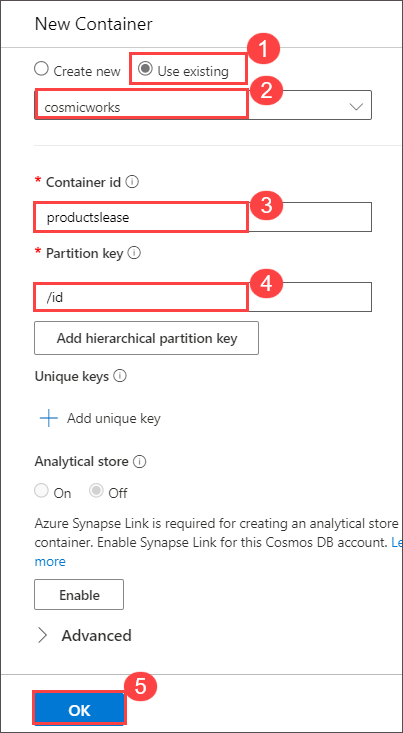 New Container
1
Create new Use existing
2
cosmicworks
* Container id
3
productslease
* Partition key
4
/id
Add hierarchical partition key
Unique keys
Add unique key
Analytical store
On Off
Azure Synapse Link is required for creating an analytical store
container. Enable Synapse Link for this Cosmos DB account. Le
more
Enable
Advanced
5
OK